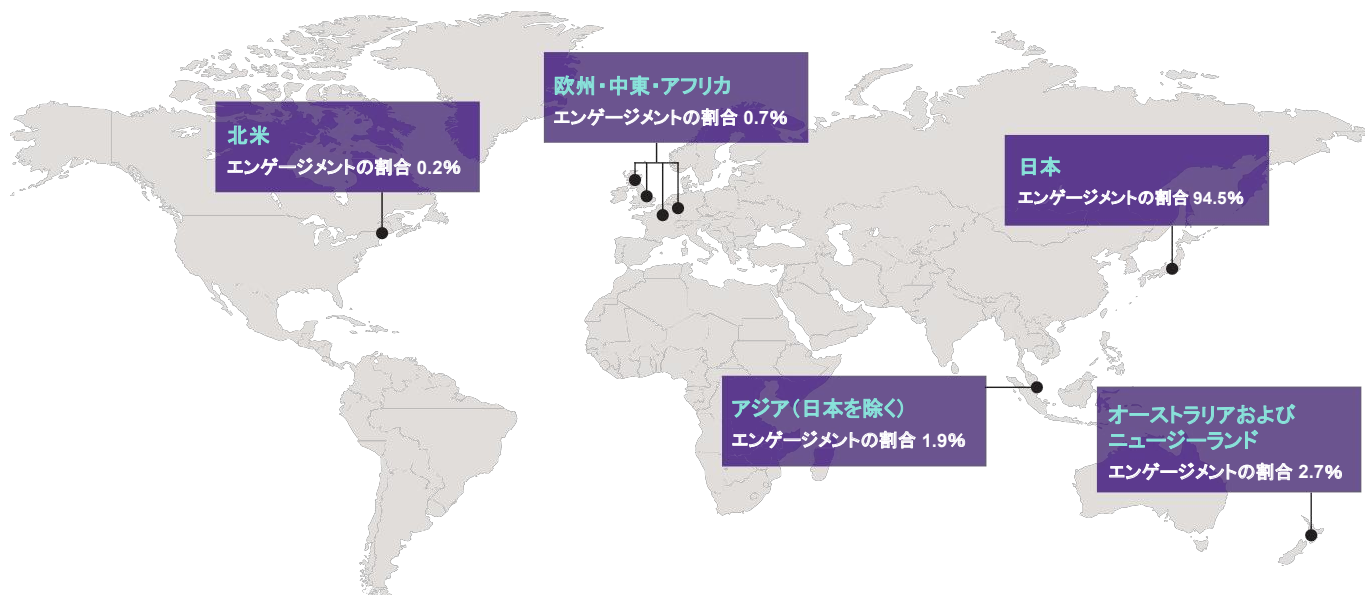 欧州・中東・アフリカ
エンゲージメントの割合 0.7%
北米
エンゲージメントの割合 0.2%
日本
エンゲージメントの割合 94.5%
アジア（日本を除く）
エンゲージメントの割合 1.9%
オーストラリアおよび
ニュージーランド
エンゲージメントの割合 2.7%